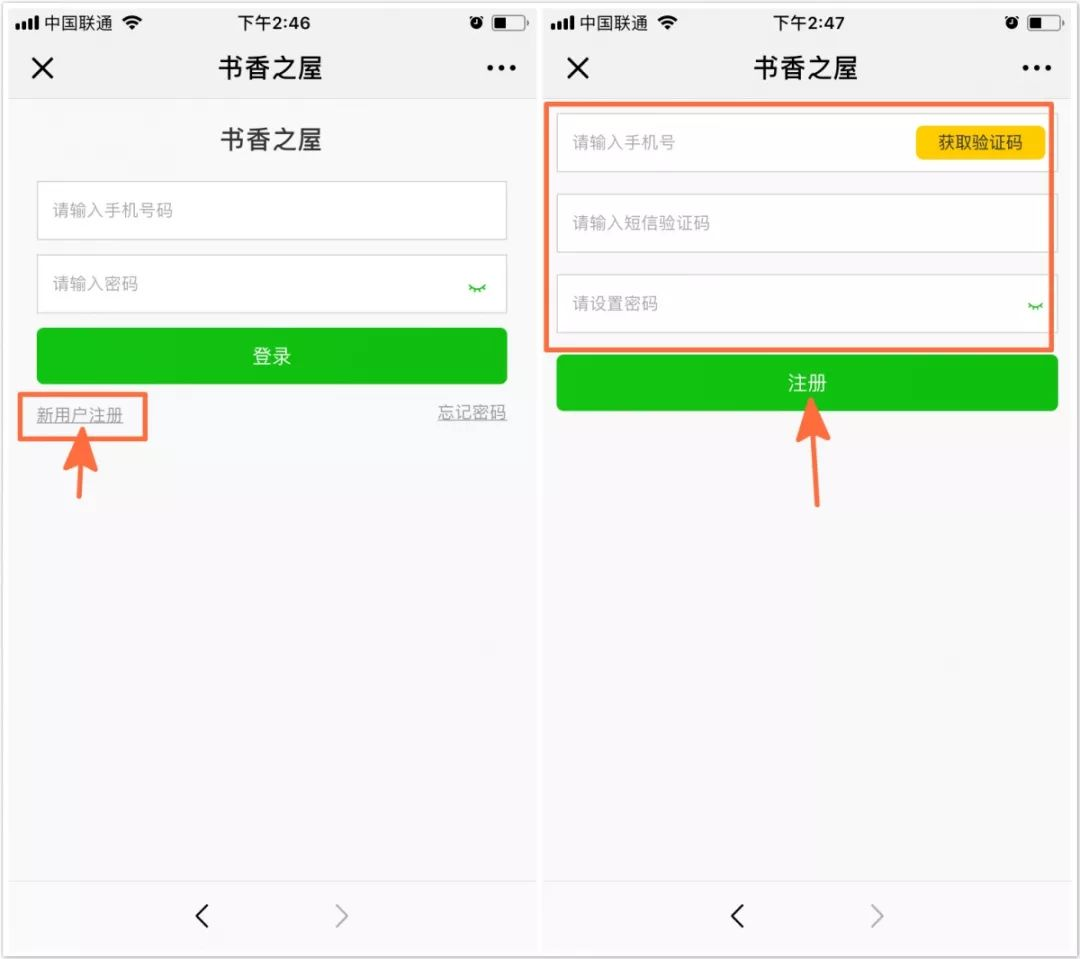 中国联通 下午2:46
书香之屋
书香之屋
请输入手机号码
请输入密码
登录
新用户注册 忘记密码
中国联通 下午2:47
书香之屋
请输入手机号 获取验证码
请输入短信验证码
请设置密码
注册